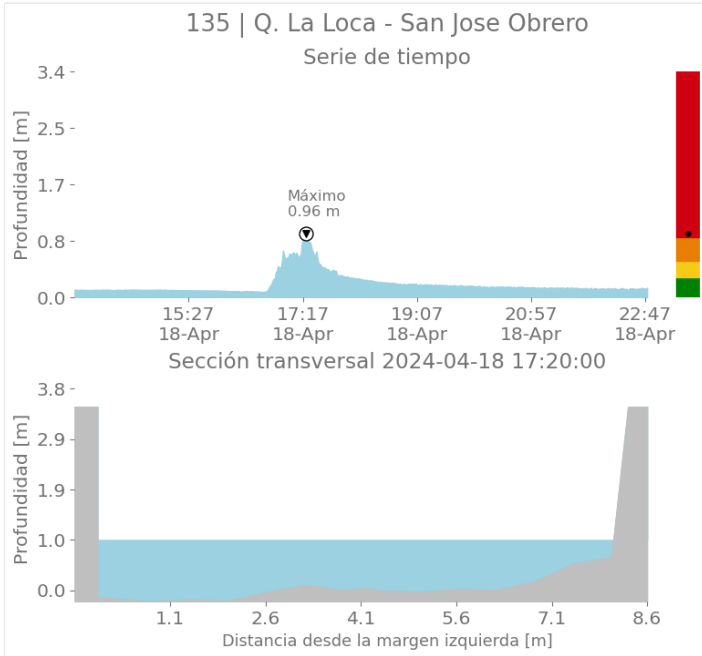 135 | Q. La Loca - San Jose Obrero
Serie de tiempo
Profundidad [m]
3.4
2.5
1.7
0.8
0.0
Máximo
0.96 m
15:27 17:17 19:07 20:57 22:47
18-Apr 18-Apr 18-Apr 18-Apr 18-Apr
Sección transversal 2024-04-18 17:20:00
Profundidad [m]
3.8
2.9
1.9
1.0
0.0
1.1 2.6 4.1 5.6 7.1 8.6
Distancia desde la margen izquierda [m]